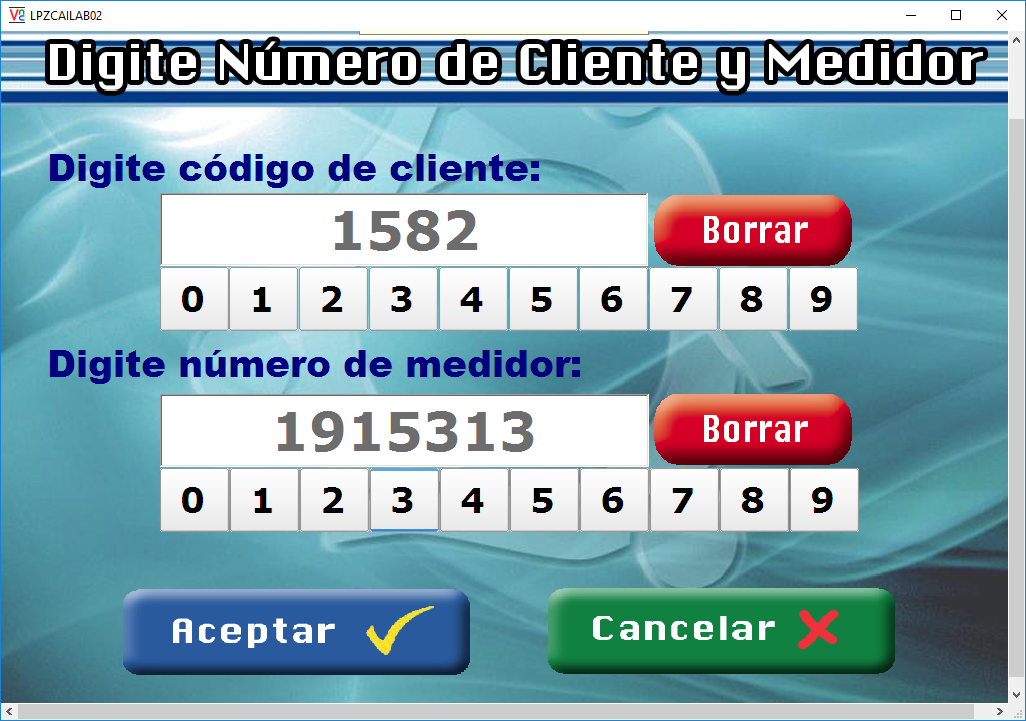 LPZCAILAB02
Digite Número de Cliente y Medidor
Digite código de cliente:
1582 Borrar
0 1 2 3 4 5 6 7 8 9
Digite número de medidor:
1915313 Borrar
0 1 2 3 4 5 6 7 8 9
Aceptar Cancelar